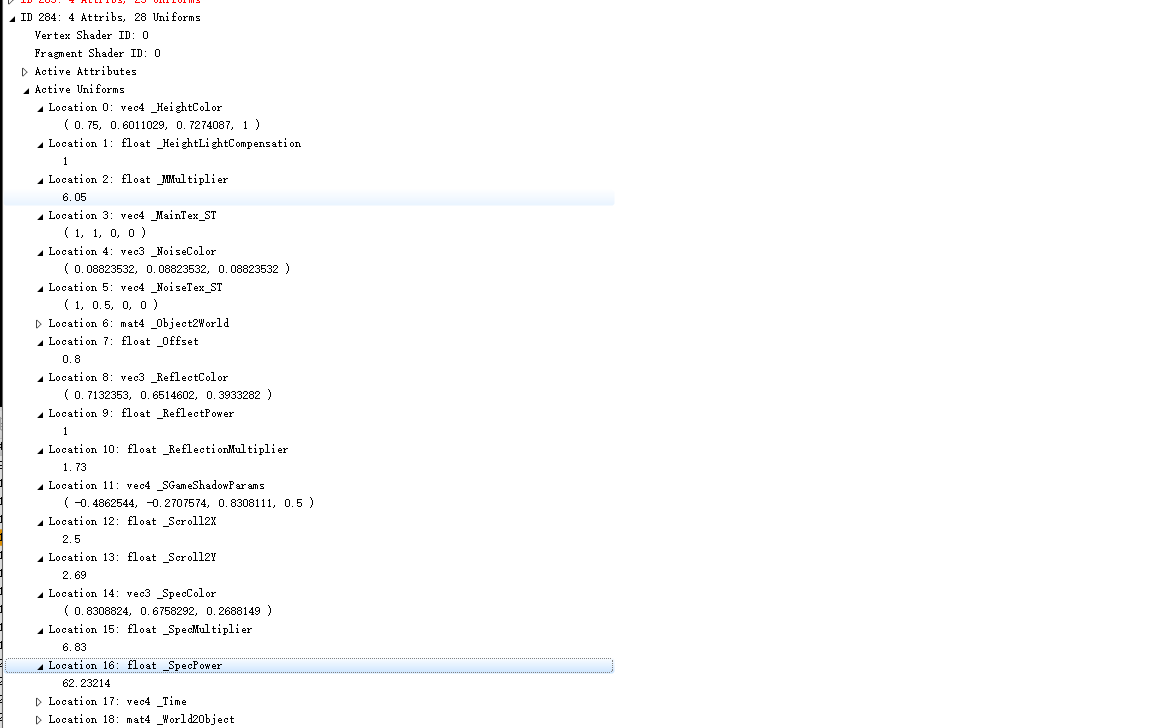 ID 284: 4 Attribs, 28 Uniforms
Vertex Shader ID: 0
Fragment Shader ID: 0
Active Attributes
Active Uniforms
Location 0: vec4 _HeightColor
( 0.75, 0.6011029, 0.7274087, 1 )
Location 1: float _HeightLightCompensation
1
Location 2: float _MMultiplier
6.05
Location 3: vec4 _MainTex_ST
( 1, 1, 0, 0 )
Location 4: vec3 _NoiseColor
( 0.08823532, 0.08823532, 0.08823532 )
Location 5: vec4 _NoiseTex_ST
( 1, 0.5, 0, 0 )
Location 6: mat4 _Object2World
Location 7: float _Offset
0.8
Location 8: vec3 _ReflectColor
( 0.7132353, 0.6514602, 0.3933282 )
Location 9: float _ReflectPower
1
Location 10: float _ReflectionMultiplier
1.73
Location 11: vec4 _SGameShadowParams
( -0.4862544, -0.2707574, 0.8308111, 0.5 )
Location 12: float _Scroll2X
2.5
Location 13: float _Scroll2Y
2.69
Location 14: vec3 _SpecColor
( 0.8308824, 0.6758292, 0.2688149 )
Location 15: float _SpecMultiplier
6.83
Location 16: float _SpecPower
62.23214
Location 17: vec4 _Time
Location 18: mat4 _World2Object